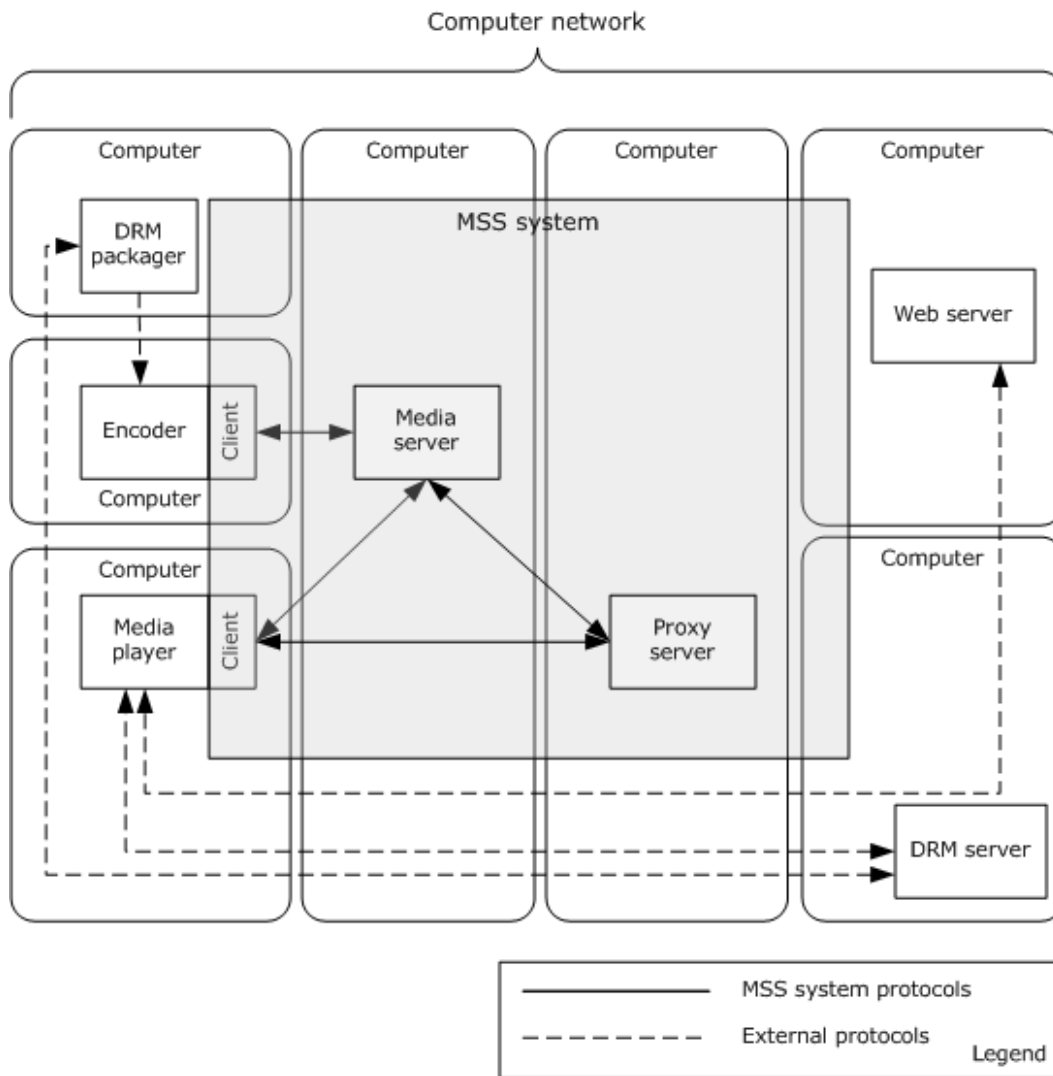 Computer network
Computer
Computer
Computer
Computer
DRM
packager
MSS system
Web server
Encoder
Client
Media
server
Computer
Computer
Computer
Media
player
Client
Proxy
server
DRM server
MSS system protocols
External protocols
Legend